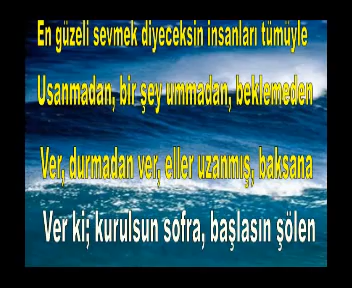 En güzeli sevmek diyeceksin insanları tümüyle
Usanmadan, bir şey ummadan, beklemeden
Ver, durmadan ver, eller uzanmış, baksana
Ver ki; kurulsun sofra, başlasın şölen